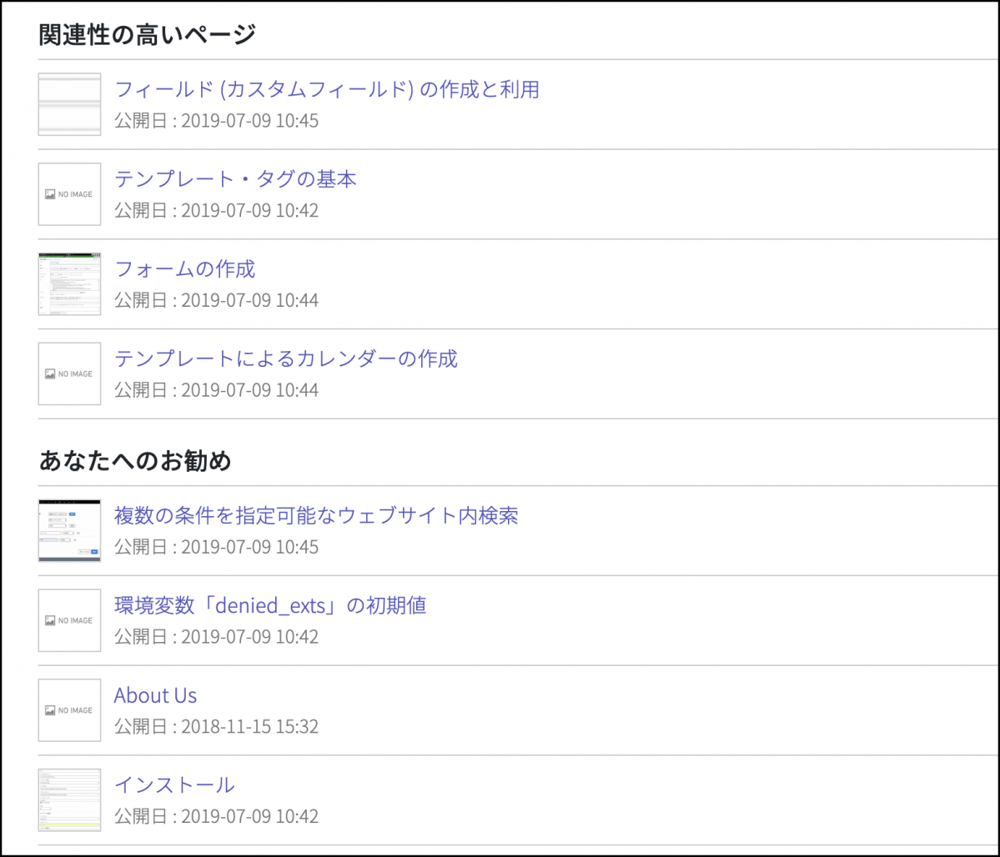 関連性の高いページ
フィールド (カスタムフィールド) の作成と利用
公開日 : 2019-07-09 10:45
NO IMAGE
テンプレート・タグの基本
公開日 : 2019-07-09 10:42
フォームの作成
公開日 : 2019-07-09 10:44
NO IMAGE
テンプレートによるカレンダーの作成
公開日 : 2019-07-09 10:44
あなたへのお勧め
複数の条件を指定可能なウェブサイト内検索
公開日 : 2019-07-09 10:45
NO IMAGE
環境変数「denied_exts」の初期値
公開日 : 2019-07-09 10:42
NO IMAGE
About Us
公開日 : 2018-11-15 15:32
インストール
公開日 : 2019-07-09 10:42